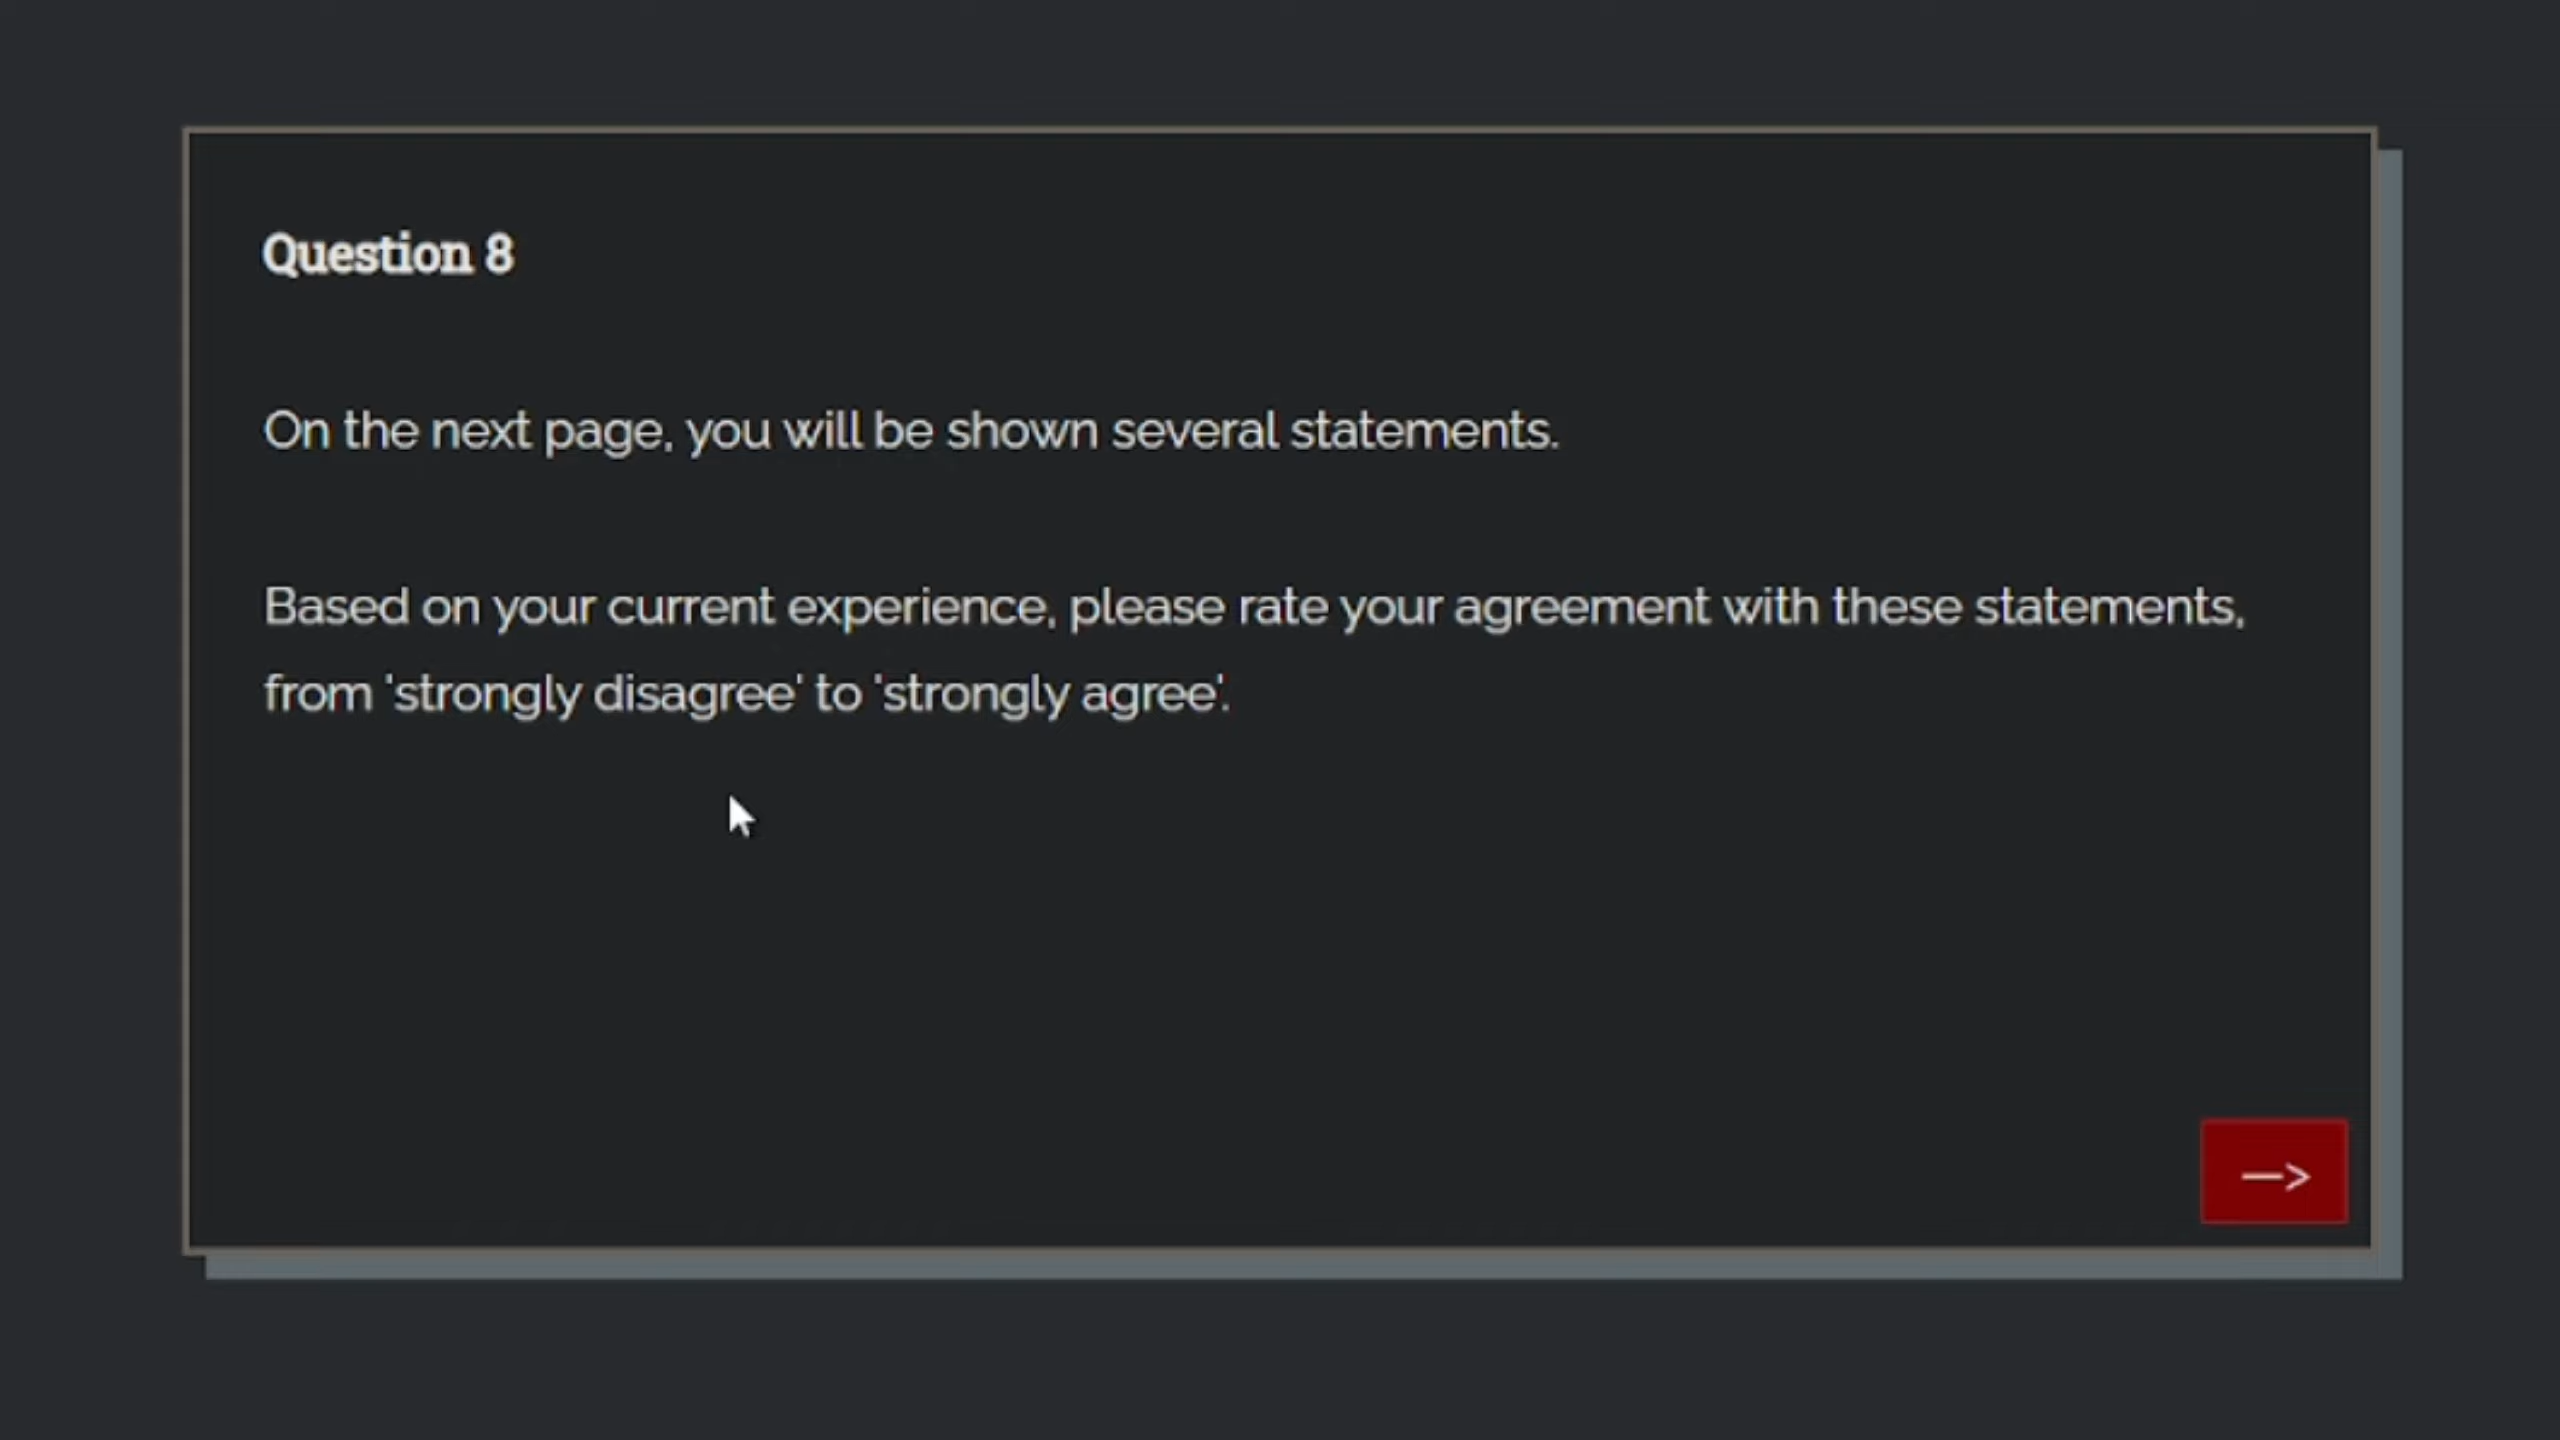 Question 8
On the next page, you will be shown several statements.
Based on your current experience, please rate your agreement with these statements,
from 'strongly disagree' to 'strongly agree'.
—>